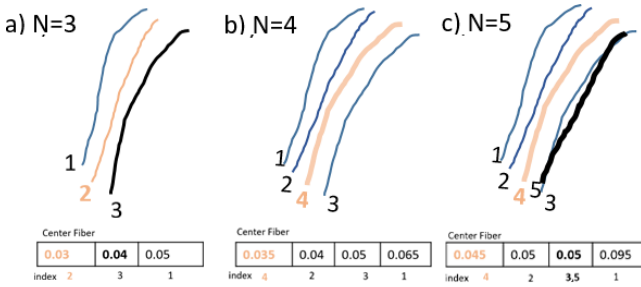 a) N=3
1
2
3
Center Fiber
0.03 0.04 0.05
index 2 3 1
b) N=4
1
2
4
3
Center Fiber
0.035 0.04 0.05 0.065
index 4 2 3 1
c) N=5
1
2
4
5
3
Center Fiber
0.045 0.05 0.05 0.095
index 4 2 3,5 1